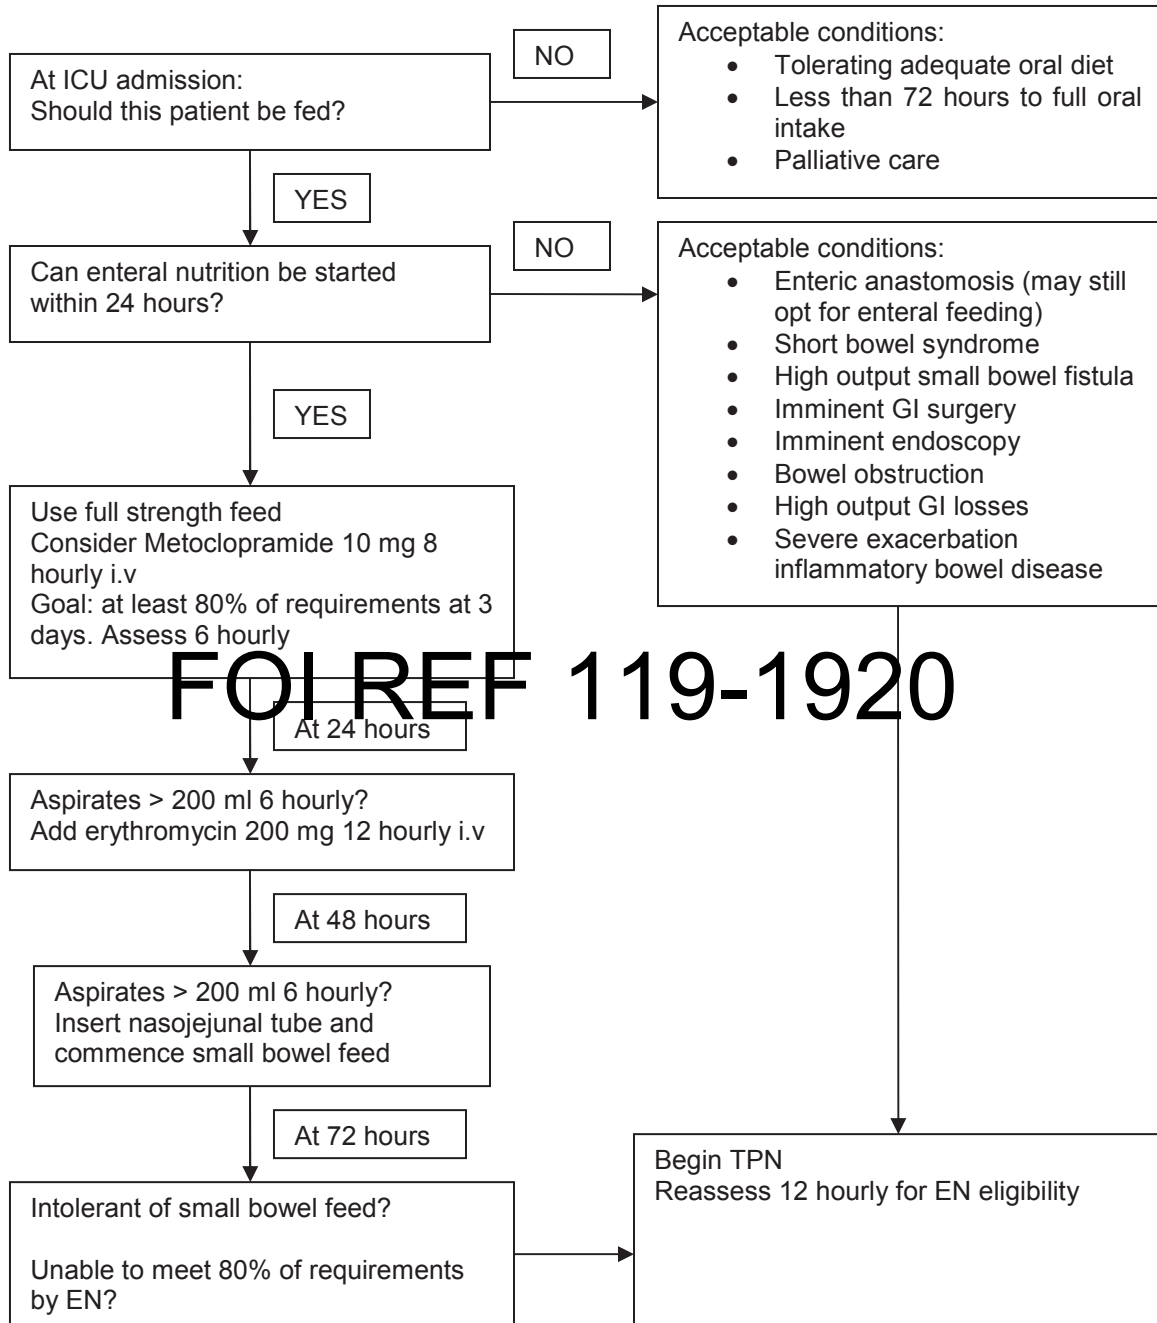 At ICU admission:
Should this patient be fed?
NO
Acceptable conditions:
• Tolerating adequate oral diet
• Less than 72 hours to full oral
intake
• Palliative care
YES
Can enteral nutrition be started
within 24 hours?
NO
Acceptable conditions:
• Enteric anastomosis (may still
opt for enteral feeding)
• Short bowel syndrome
• High output small bowel fistula
• Imminent GI surgery
• Imminent endoscopy
• Bowel obstruction
• High output GI losses
• Severe exacerbation
inflammatory bowel disease
YES
Use full strength feed
Consider Metoclopramide 10 mg 8
hourly i.v
Goal: at least 80% of requirements at 3
days. Assess 6 hourly
FOI REF 119-1920
At 24 hours
Aspirates > 200 ml 6 hourly?
Add erythromycin 200 mg 12 hourly i.v
At 48 hours
Aspirates > 200 ml 6 hourly?
Insert nasojejunal tube and
commence small bowel feed
At 72 hours
Intolerant of small bowel feed?
Unable to meet 80% of requirements
by EN?
Begin TPN
Reassess 12 hourly for EN eligibility